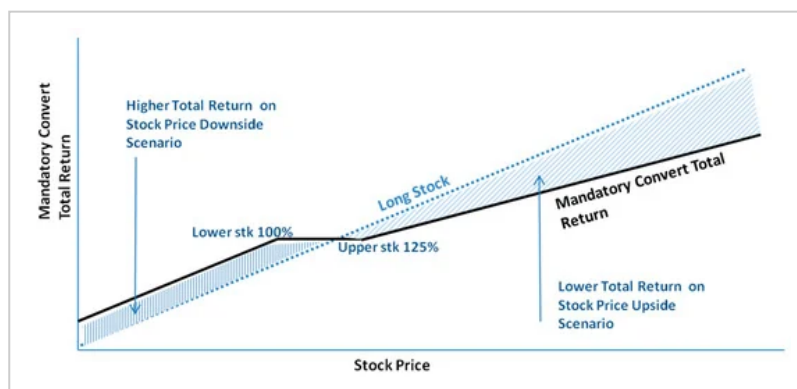 Mandatory Convert
Total Return
Higher Total Return on
Stock Price Downside
Scenario
Lower stk 100%
Long Stock
Upper stk 125%
Mandatory Convert Total
Return
Lower Total Return on
Stock Price Upside
Scenario
Stock Price